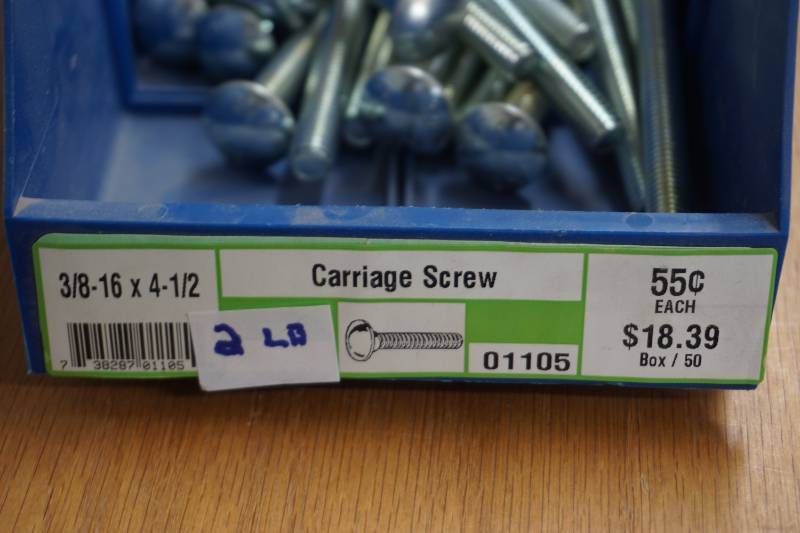 3/8-16 x 4-1/2
Carriage Screw
55¢
EACH
$18.39
Box / 50
7 38287 01105
2 LB
01105